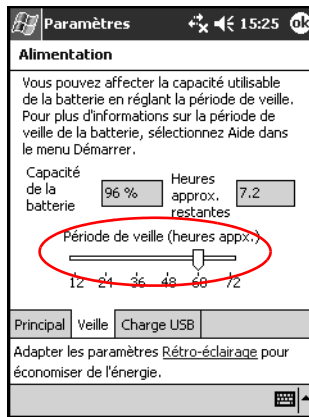 Paramètres 15:25 ok
Alimentation
Vous pouvez affecter la capacité utilisable
de la batterie en réglant la période de veille.
Pour plus d'informations sur la période de
veille de la batterie, sélectionnez Aide dans
le menu Démarrer.
Capacité
de la
batterie
96 %
Heures
approx.
restantes
7.2
Période de veille (heures appx.)
12 24 36 48 60 72
Principal Veille Charge USB
Adapter les paramètres Rétro-éclairage pour
économiser de l'énergie.